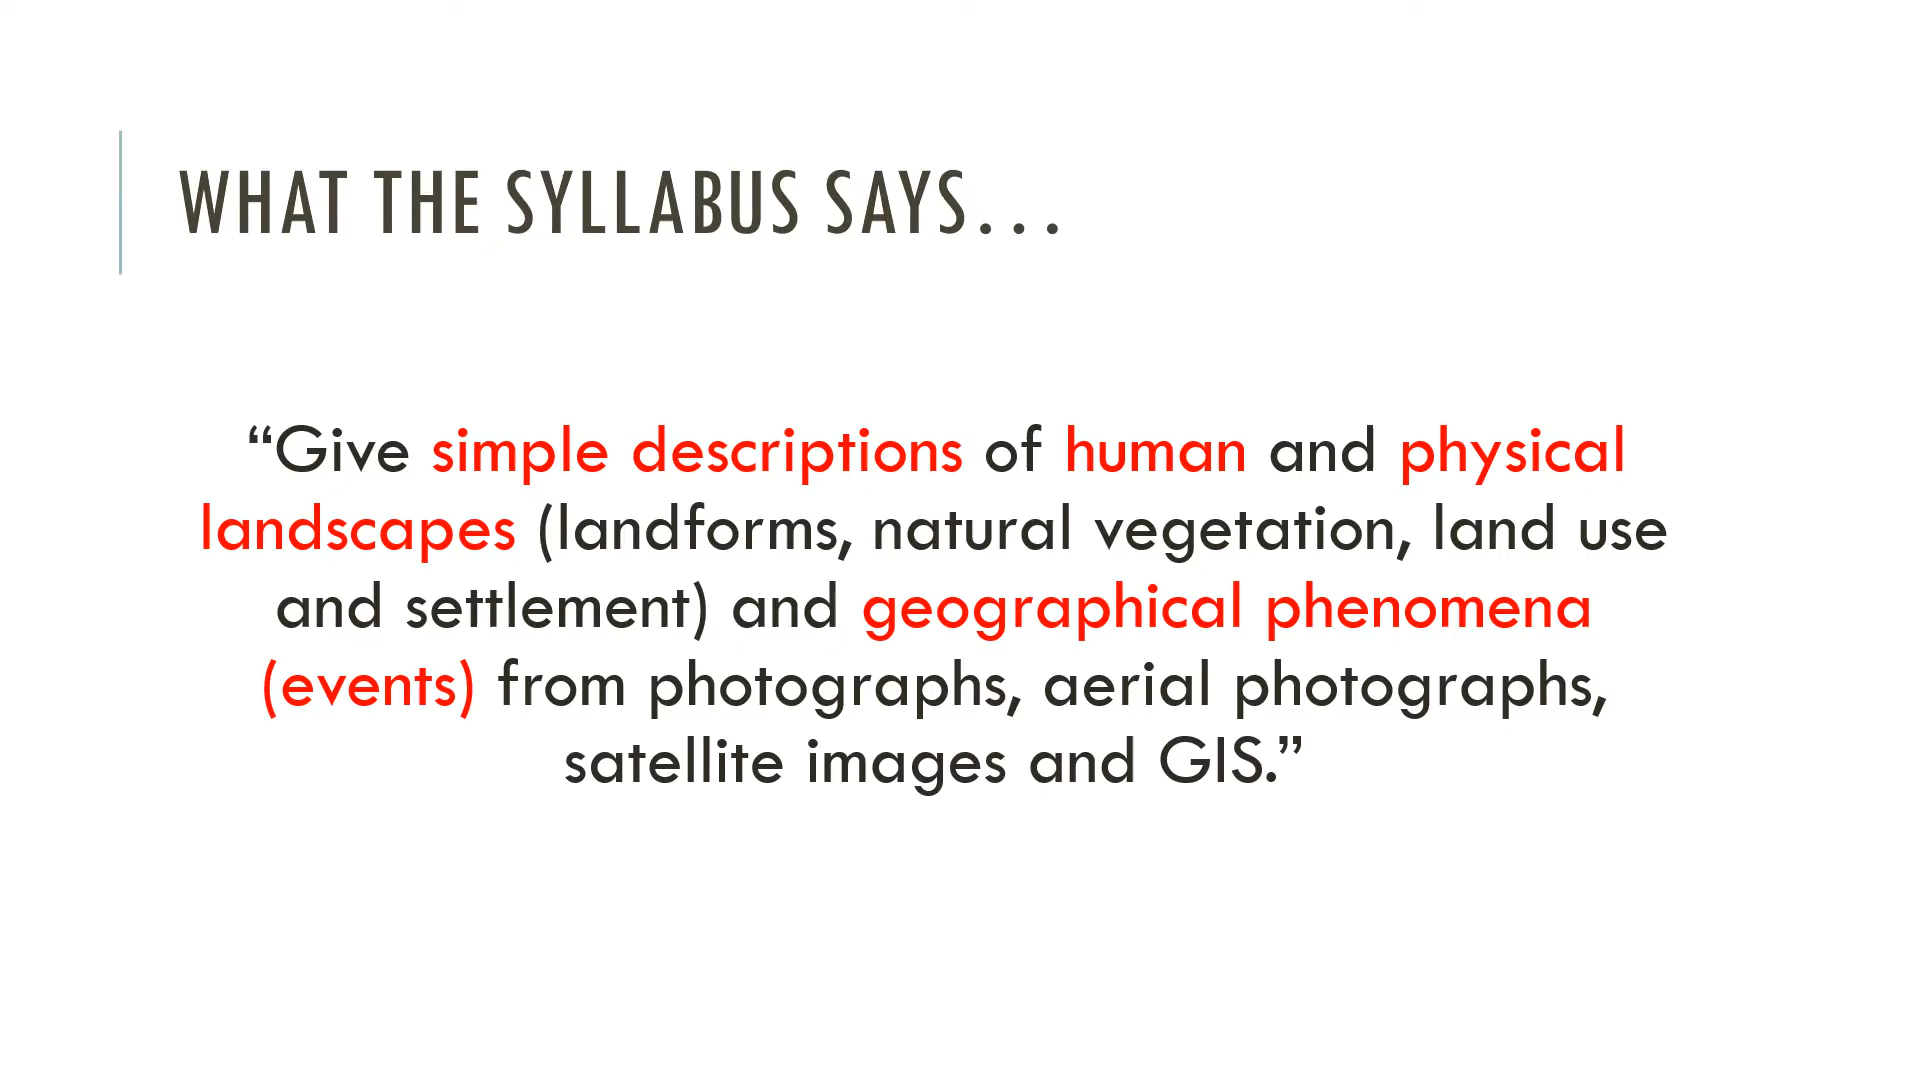 WHAT THE SYLLABUS SAYS…
“Give simple descriptions of human and physical
landscapes (landforms, natural vegetation, land use
and settlement) and geographical phenomena
(events) from photographs, aerial photographs,
satellite images and GIS.”